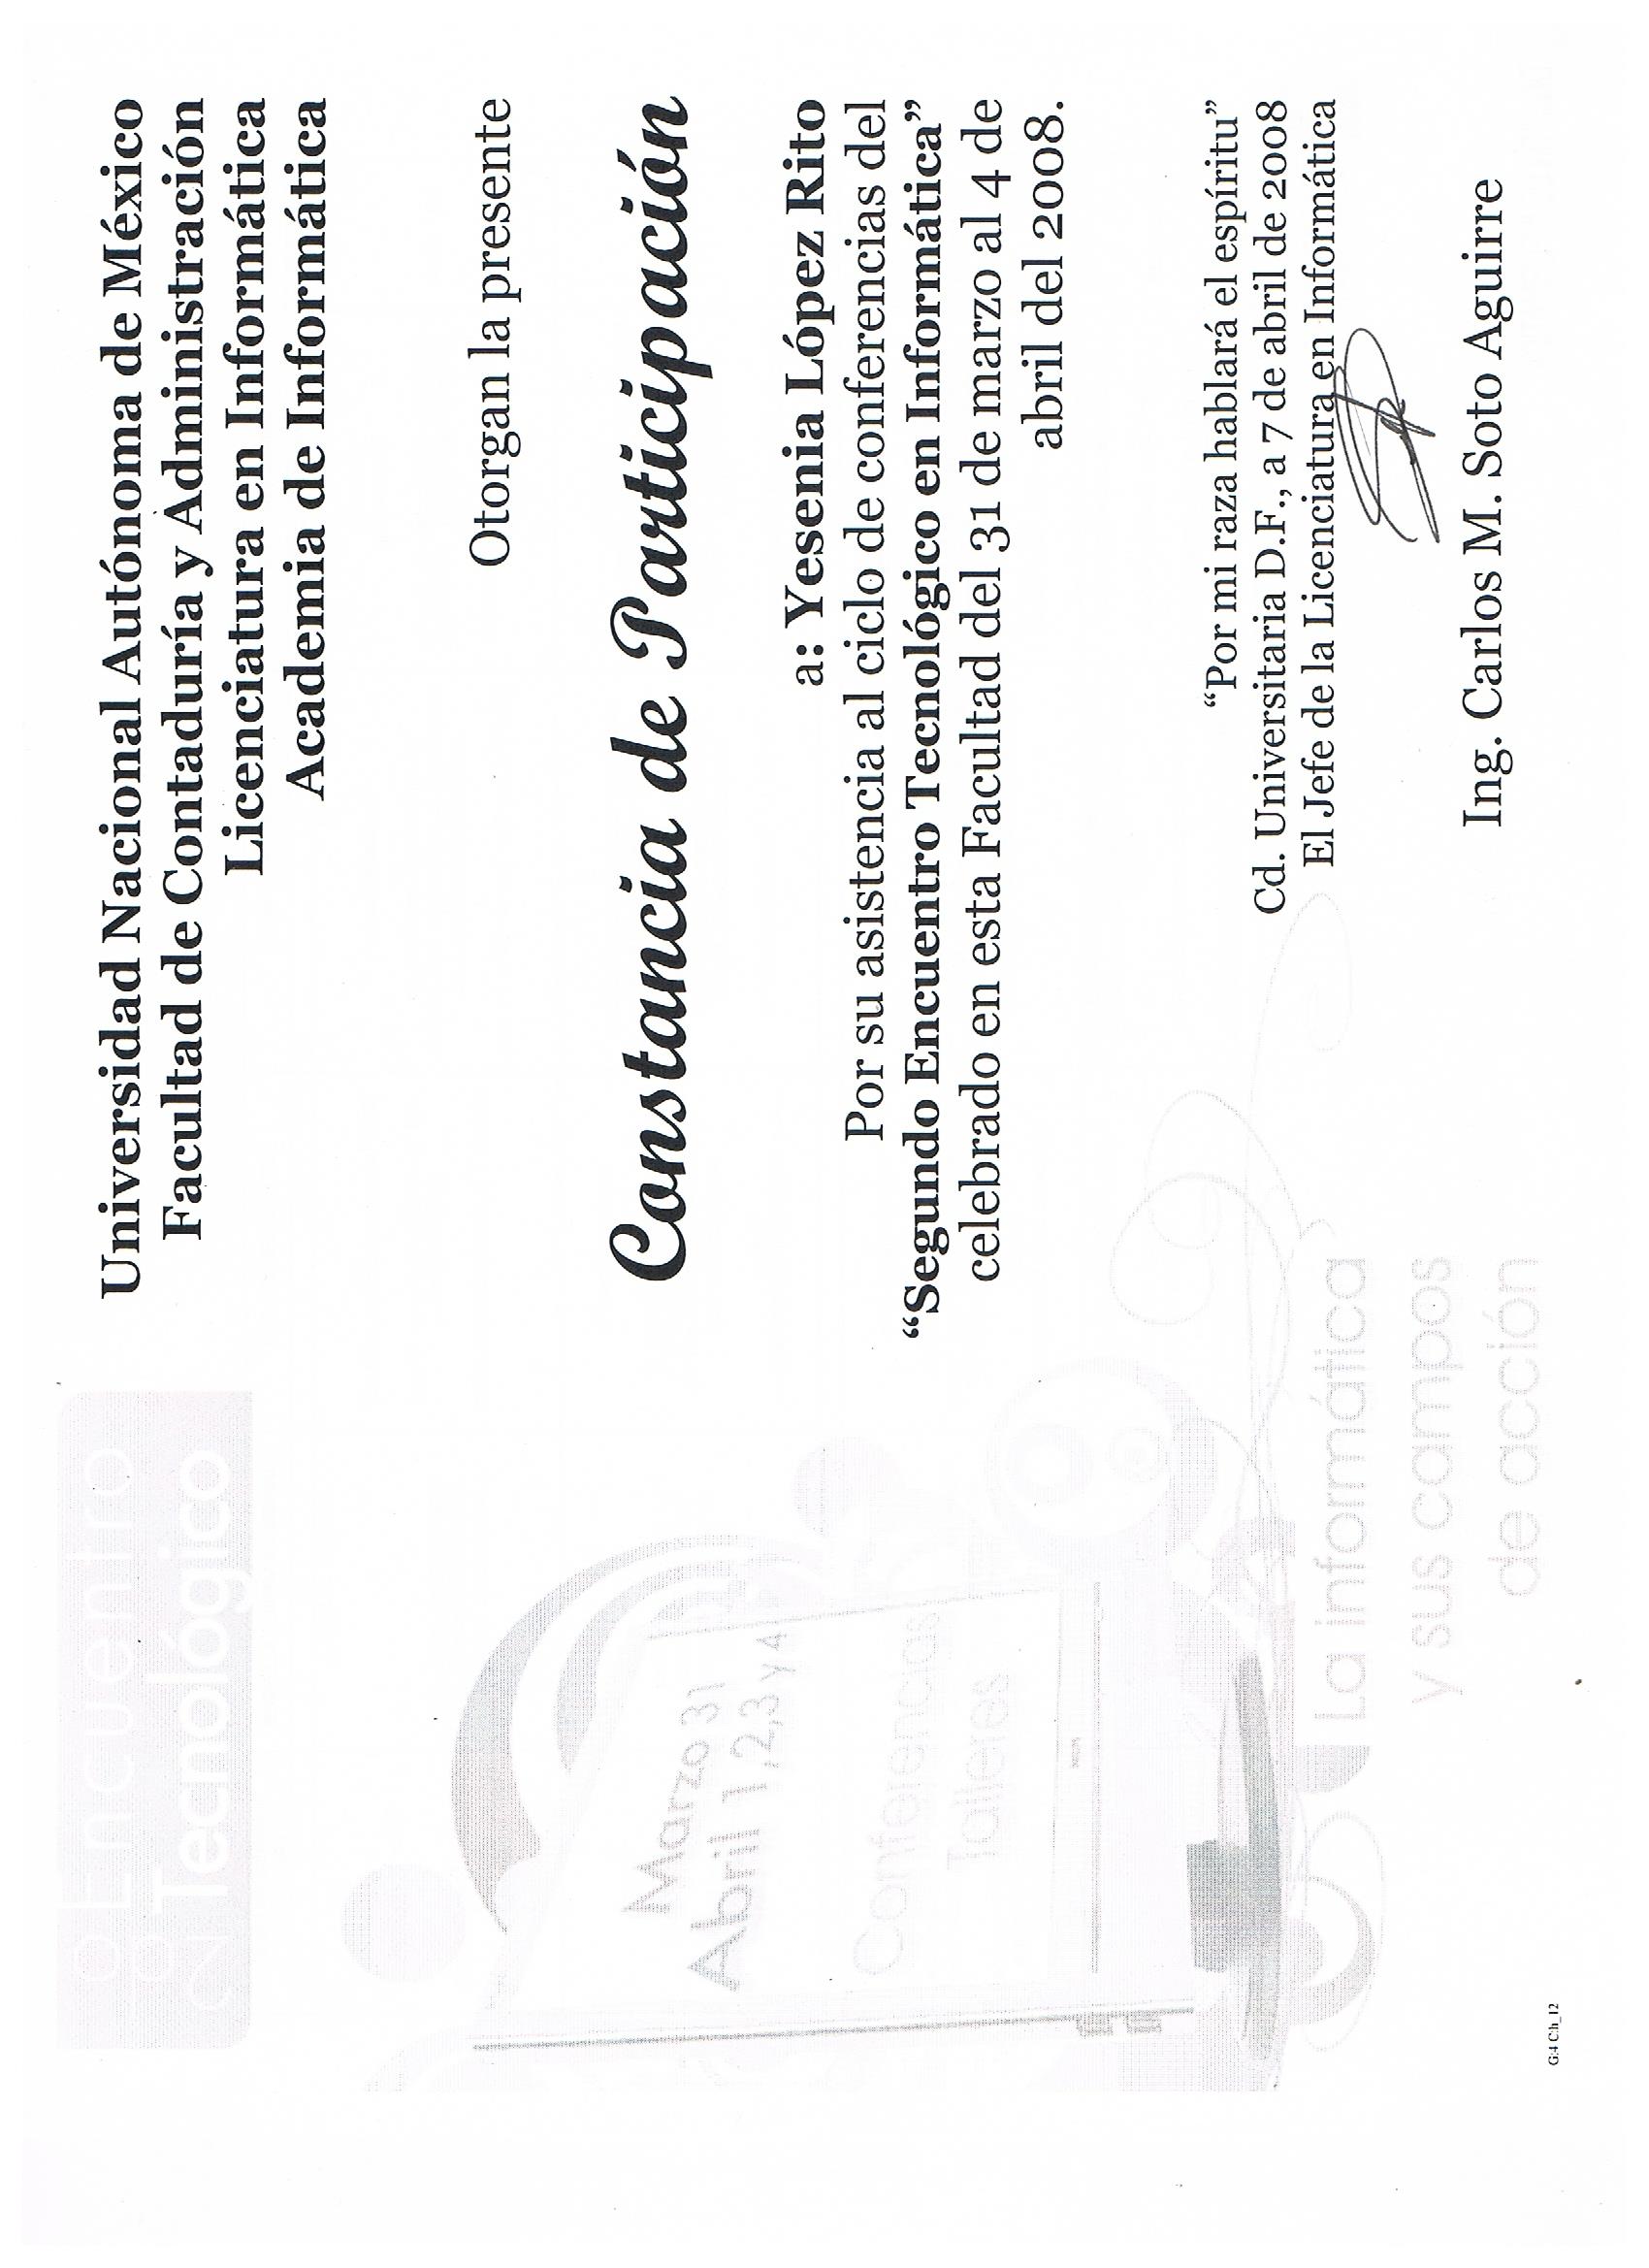 Universidad Nacional Autónoma de México
Facultad de Contaduría y Administración
Licenciatura en Informática
Academia de Informática
Otorgan la presente
Constancia de Participación
a: Yesenia López Rito
Por su asistencia al ciclo de conferencias del
“Segundo Encuentro Tecnológico en Informática”
celebrado en esta Facultad del 31 de marzo al 4 de
abril del 2008.
“Por mi raza hablará el espíritu”
Cd. Universitaria D.F., a 7 de abril de 2008
El Jefe de la Licenciatura en Informática
Ing. Carlos M. Soto Aguirre
2do Encuentro
Tecnológico
Marzo 31
Abril 1,2,3 y 4
Conferencias
Talleres
La informática
y sus campos
de acción
G:4 C:h_12